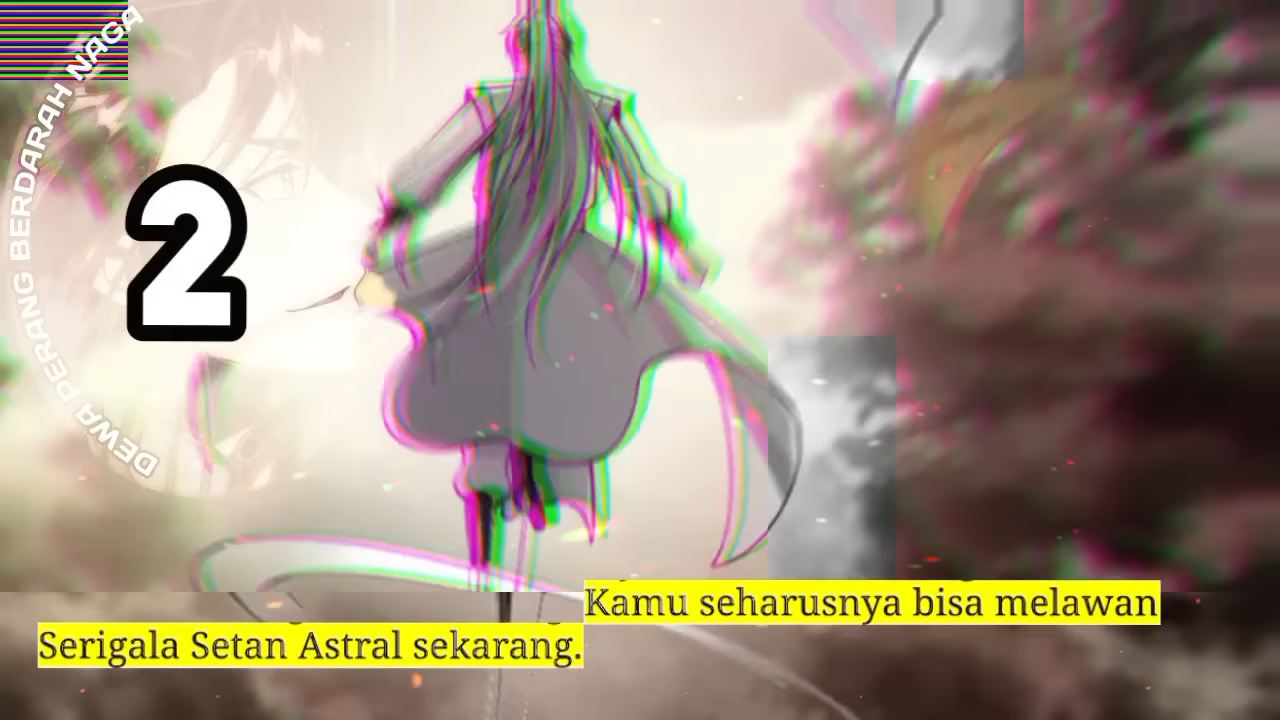 DEWA PERANG BERDARAH NAGA
2
Kamu seharusnya bisa melawan
Serigala Setan Astral sekarang.